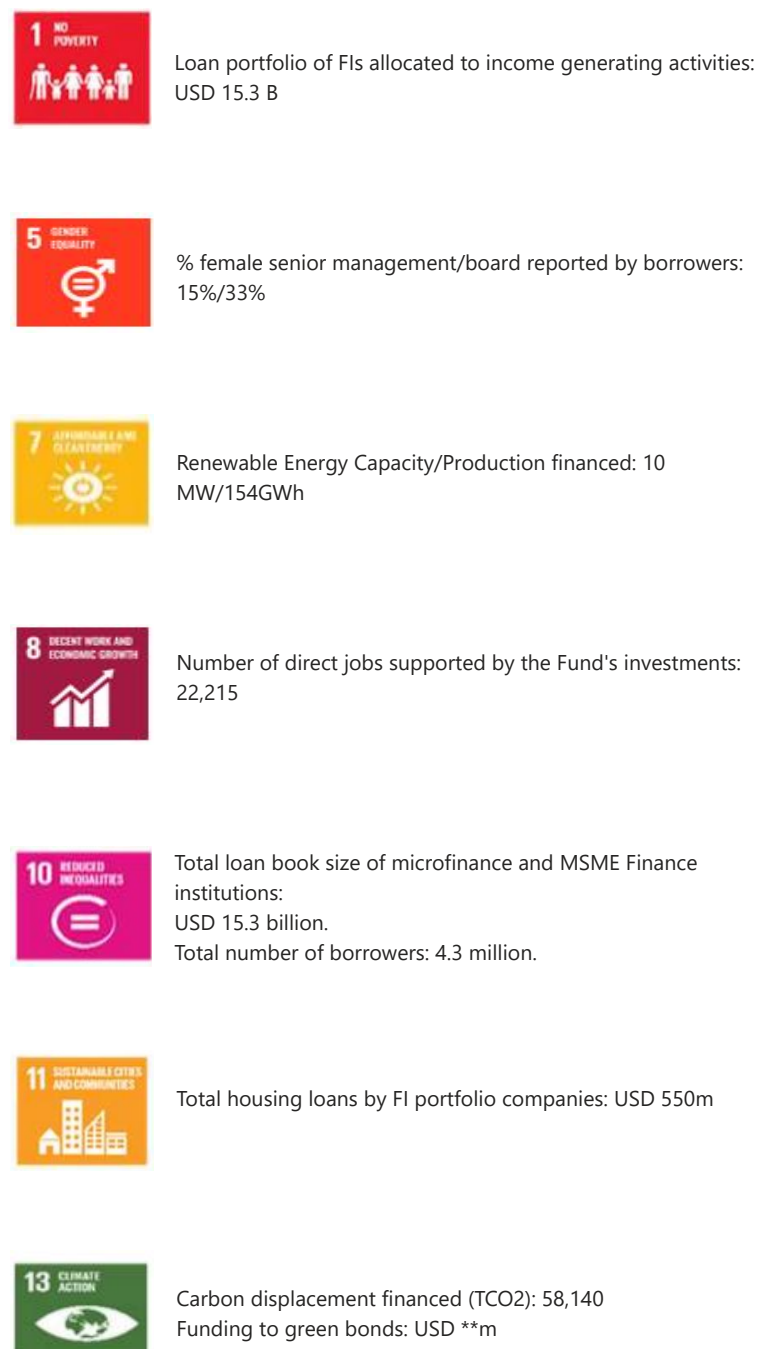 1 NO
POVERTY
Loan portfolio of FIs allocated to income generating activities:
USD 15.3 B
5 GENDER
EQUALITY
% female senior management/board reported by borrowers:
15%/33%
7 AFFORDABLE AND
CLEAN ENERGY
Renewable Energy Capacity/Production financed: 10
MW/154GWh
8 DECENT WORK AND
ECONOMIC GROWTH
Number of direct jobs supported by the Fund's investments:
22,215
10 REDUCED
INEQUALITIES
Total loan book size of microfinance and MSME Finance
institutions:
USD 15.3 billion.
Total number of borrowers: 4.3 million.
11 SUSTAINABLE CITIES
AND COMMUNITIES
Total housing loans by FI portfolio companies: USD 550m
13 CLIMATE
ACTION
Carbon displacement financed (TCO2): 58,140
Funding to green bonds: USD **m